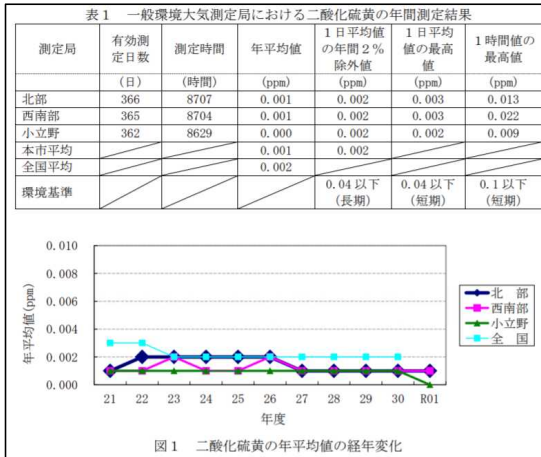 表1 一般環境大気測定局における二酸化硫黄の年間測定結果
測定局 有効測定日数 測定時間 年平均値 1日平均値の年間2％除外値 1日平均値の最高値 1時間値の最高値
(日) (時間) (ppm) (ppm) (ppm) (ppm)
北部 366 8707 0.001 0.002 0.003 0.013
西南部 365 8704 0.001 0.002 0.003 0.022
小立野 362 8629 0.000 0.002 0.002 0.009
本市平均 0.001 0.002
全国平均 0.002
環境基準 0.04以下(長期) 0.04以下(短期) 0.1以下(短期)
年平均値(ppm)
0.010
0.008
0.006
0.004
0.002
0.000
21 22 23 24 25 26 27 28 29 30 R01
年度
北 部
西南部
小立野
全 国
図1 二酸化硫黄の年平均値の経年変化